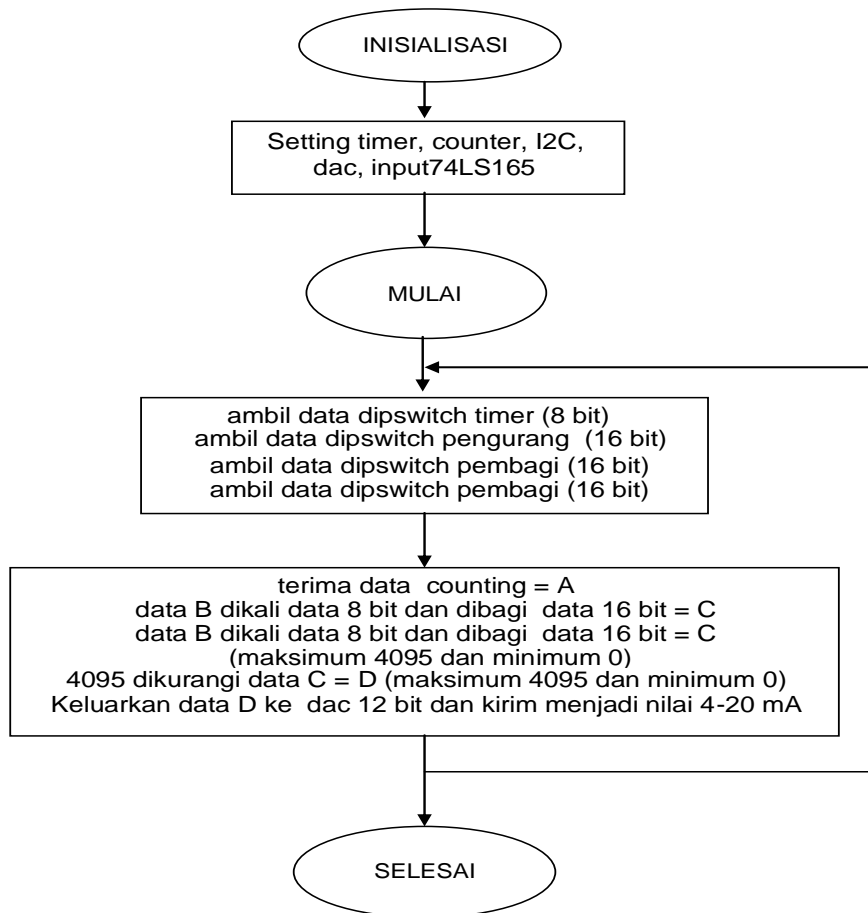 INISIALISASI
Setting timer, counter, I2C,
dac, input74LS165
MULAI
ambil data dipswitch timer (8 bit)
ambil data dipswitch pengurang (16 bit)
ambil data dipswitch pembagi (16 bit)
ambil data dipswitch pembagi (16 bit)
terima data counting = A
data B dikali data 8 bit dan dibagi data 16 bit = C
data B dikali data 8 bit dan dibagi data 16 bit = C
(maksimum 4095 dan minimum 0)
4095 dikurangi data C = D (maksimum 4095 dan minimum 0)
Keluarkan data D ke dac 12 bit dan kirim menjadi nilai 4-20 mA
SELESAI